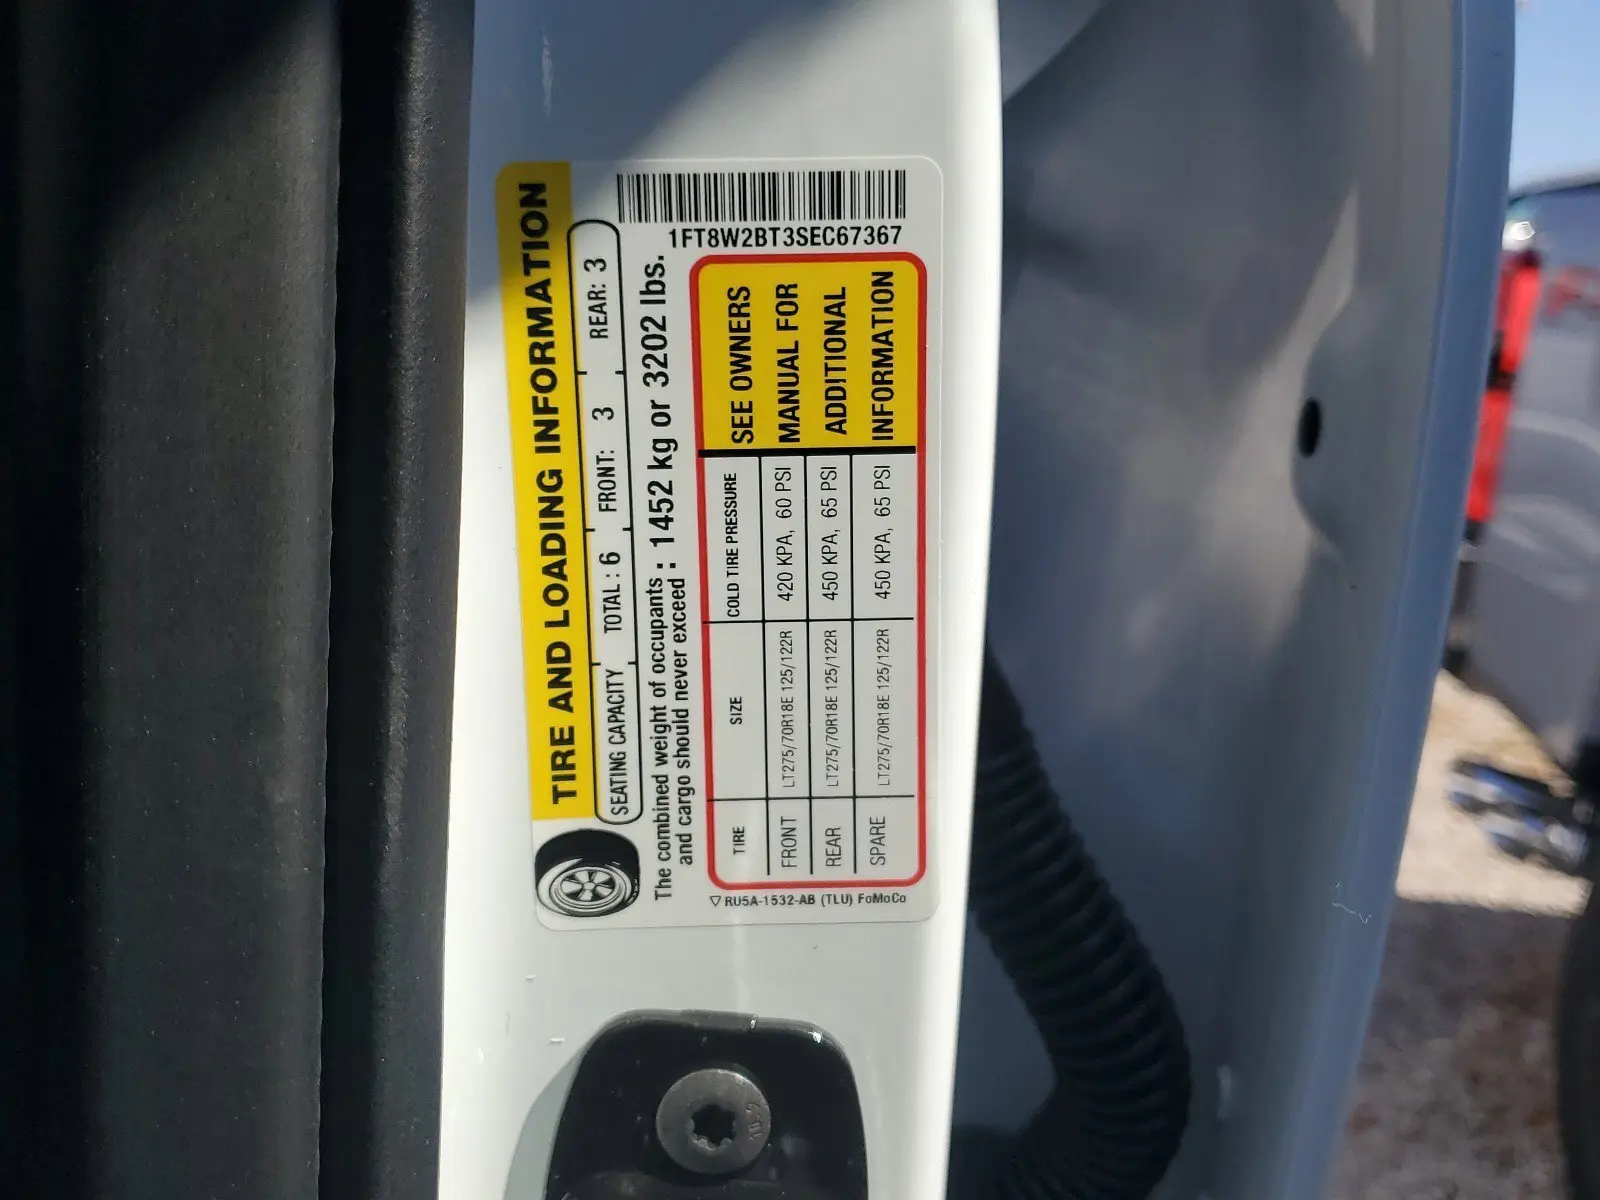 TIRE AND LOADING INFORMATION
SEATING CAPACITY TOTAL : 6 FRONT: 3 REAR: 3
The combined weight of occupants and cargo should never exceed : 1452 kg or 3202 lbs.
1FT8W2BT3SEC67367
TIRE SIZE COLD TIRE PRESSURE
FRONT LT275/70R18E 125/122R 420 KPA, 60 PSI
REAR LT275/70R18E 125/122R 450 KPA, 65 PSI
SPARE LT275/70R18E 125/122R 450 KPA, 65 PSI
SEE OWNERS
MANUAL FOR
ADDITIONAL
INFORMATION
RU5A-1532-AB (TLU) FoMoCo